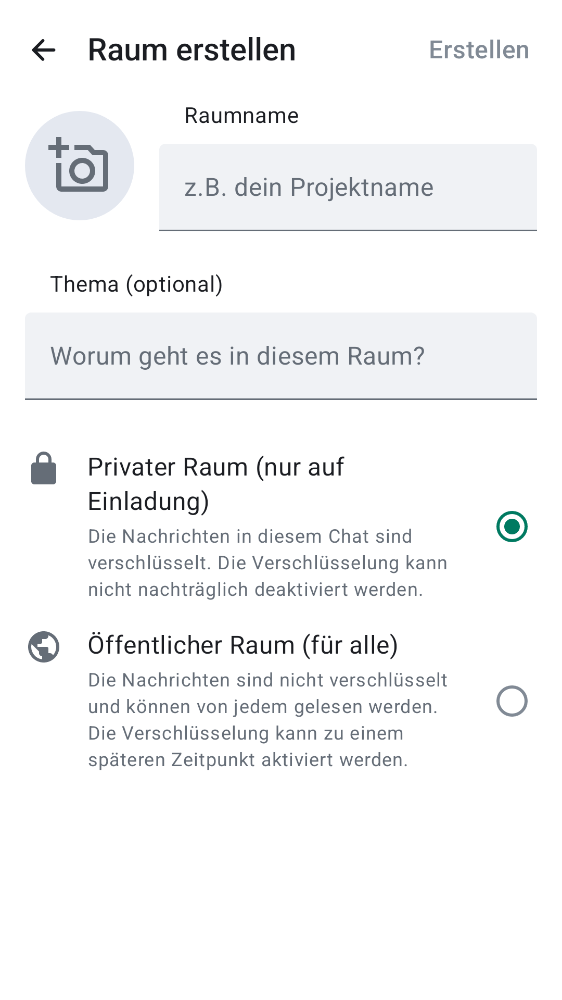 Raum erstellen
Erstellen
Raumname
z.B. dein Projektname
Thema (optional)
Worum geht es in diesem Raum?
Privater Raum (nur auf
Einladung)
Die Nachrichten in diesem Chat sind
verschlüsselt. Die Verschlüsselung kann
nicht nachträglich deaktiviert werden.
Öffentlicher Raum (für alle)
Die Nachrichten sind nicht verschlüsselt
und können von jedem gelesen werden.
Die Verschlüsselung kann zu einem
späteren Zeitpunkt aktiviert werden.